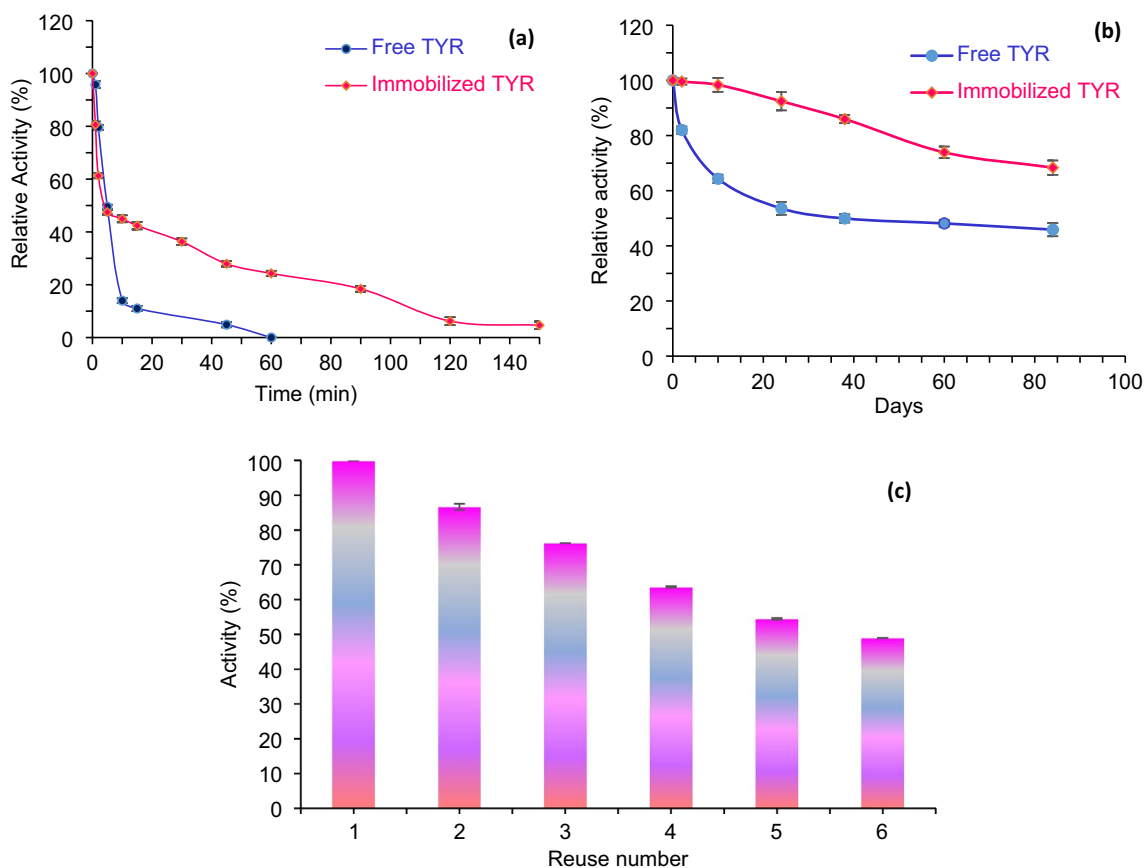 (a)
Free TYR
Immobilized TYR
Relative Activity (%)
120
100
80
60
40
20
0
0 20 40 60 80 100 120 140
Time (min)
(b)
Free TYR
Immobilized TYR
Relative activity (%)
120
100
80
60
40
20
0
0 20 40 60 80 100
Days
(c)
Activity (%)
100
90
80
70
60
50
40
30
20
10
0
1 2 3 4 5 6
Reuse number